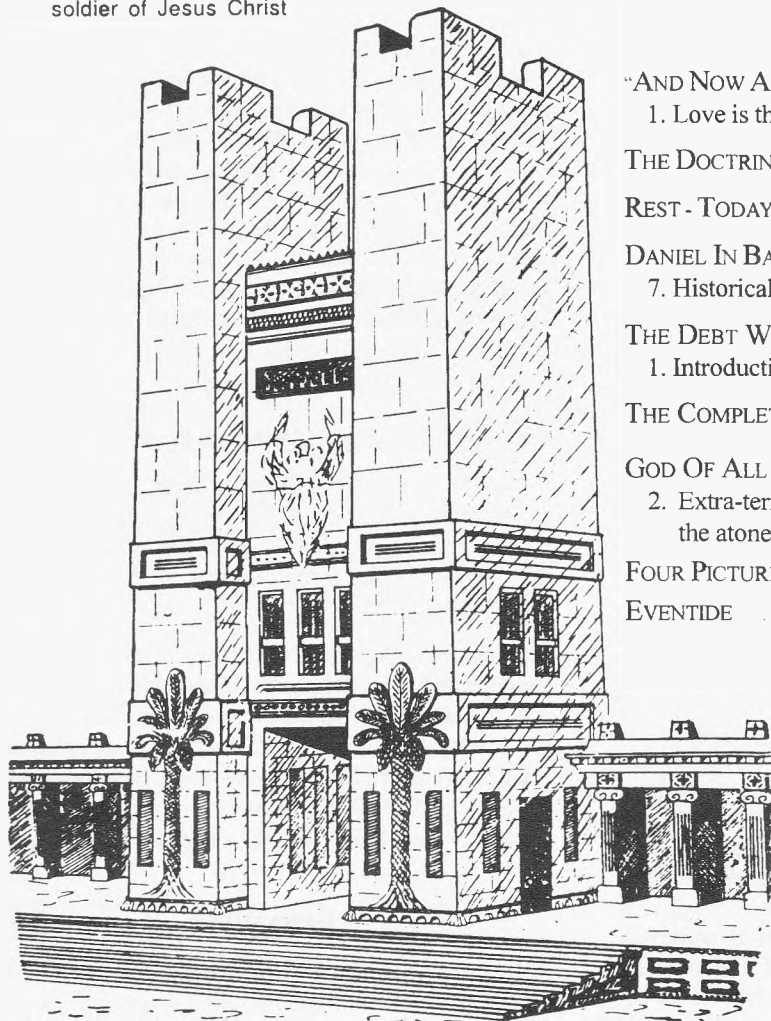 soldier of Jesus Christ
“AND NOW A
1. Love is th
THE DOCTRIN
REST - TODAY
DANIEL IN BA
7. Historical
THE DEBT W
1. Introducti
THE COMPLET
GOD OF ALL
2. Extra-ter
the atone
FOUR PICTUR
EVENTIDE .